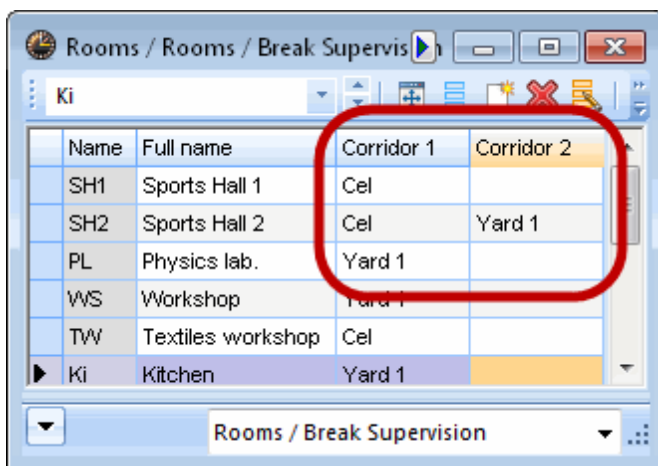 Rooms / Rooms / Break Supervis
Ki
Name Full name Corridor 1 Corridor 2
SH1 Sports Hall 1 Cel
SH2 Sports Hall 2 Cel Yard 1
PL Physics lab. Yard 1
WS Workshop Yard 1
TW Textiles workshop Cel
Ki Kitchen Yard 1
Rooms / Break Supervision